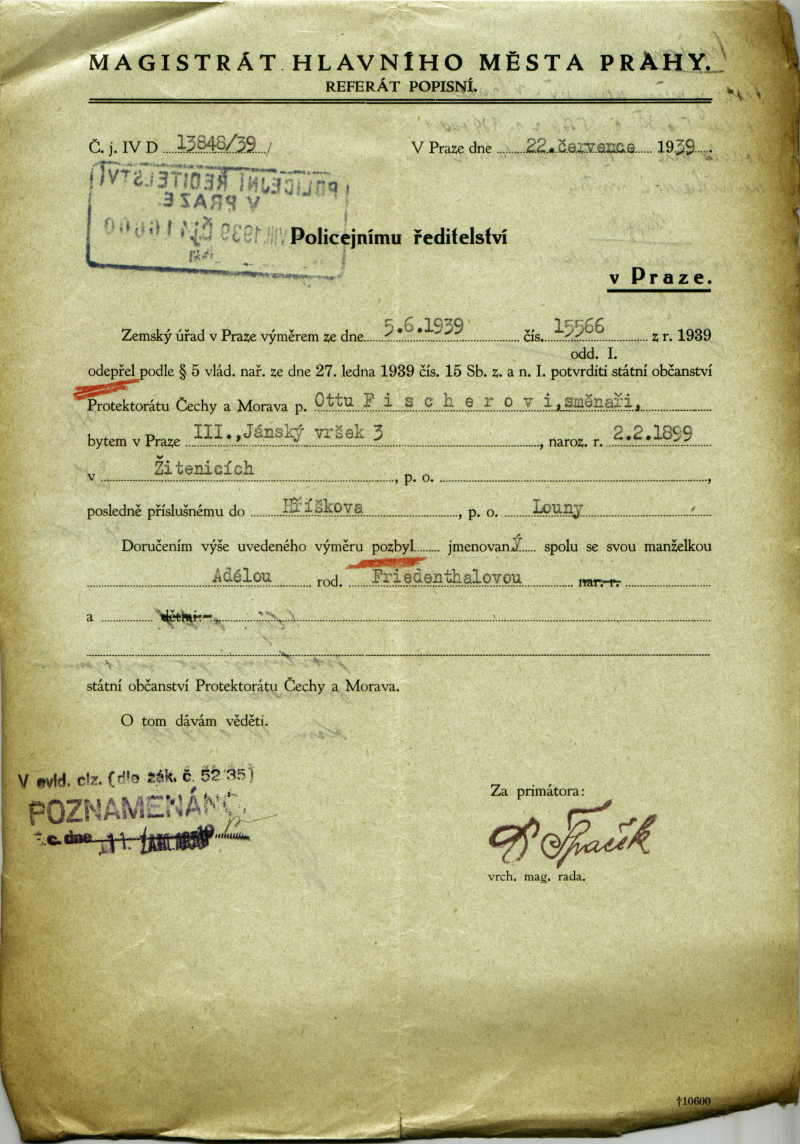 MAGISTRÁT HLAVNÍHO MĚSTA PRAHY.
REFERÁT POPISNÍ.
Č. j. IV D 13848/39 /
V Praze dne 22.července 1939.
POLICEJNÍ ŘEDITELSTVÍ
V PRAZE
Policejnímu ředitelství
v Praze.
Zemský úřad v Praze výměrem ze dne 5.6.1939 čís. 15566 z r. 1939
odd. I.
odepřel podle § 5 vlád. nař. ze dne 27. ledna 1939 čís. 15 Sb. z. a n. I. potvrditi státní občanství
Protektorátu Čechy a Morava p. Ottu F i s c h e r o v i ,směnaři,
bytem v Praze III.,Jánský vršek 3, naroz. r. 2.2.1899
v Žitenicích, p. o.
posledně příslušnému do Hříškova, p. o. Louny
Doručením výše uvedeného výměru pozbyl jmenovaný spolu se svou manželkou
Adélou rod. Friedenthalovou nar. r.
a dětmi:
státní občanství Protektorátu Čechy a Morava.
O tom dávám věděti.
V evid. ciz. (dle zák. č. 52 35)
POZNAMENÁNO
Za primátora:
vrch. mag. rada.
†10600